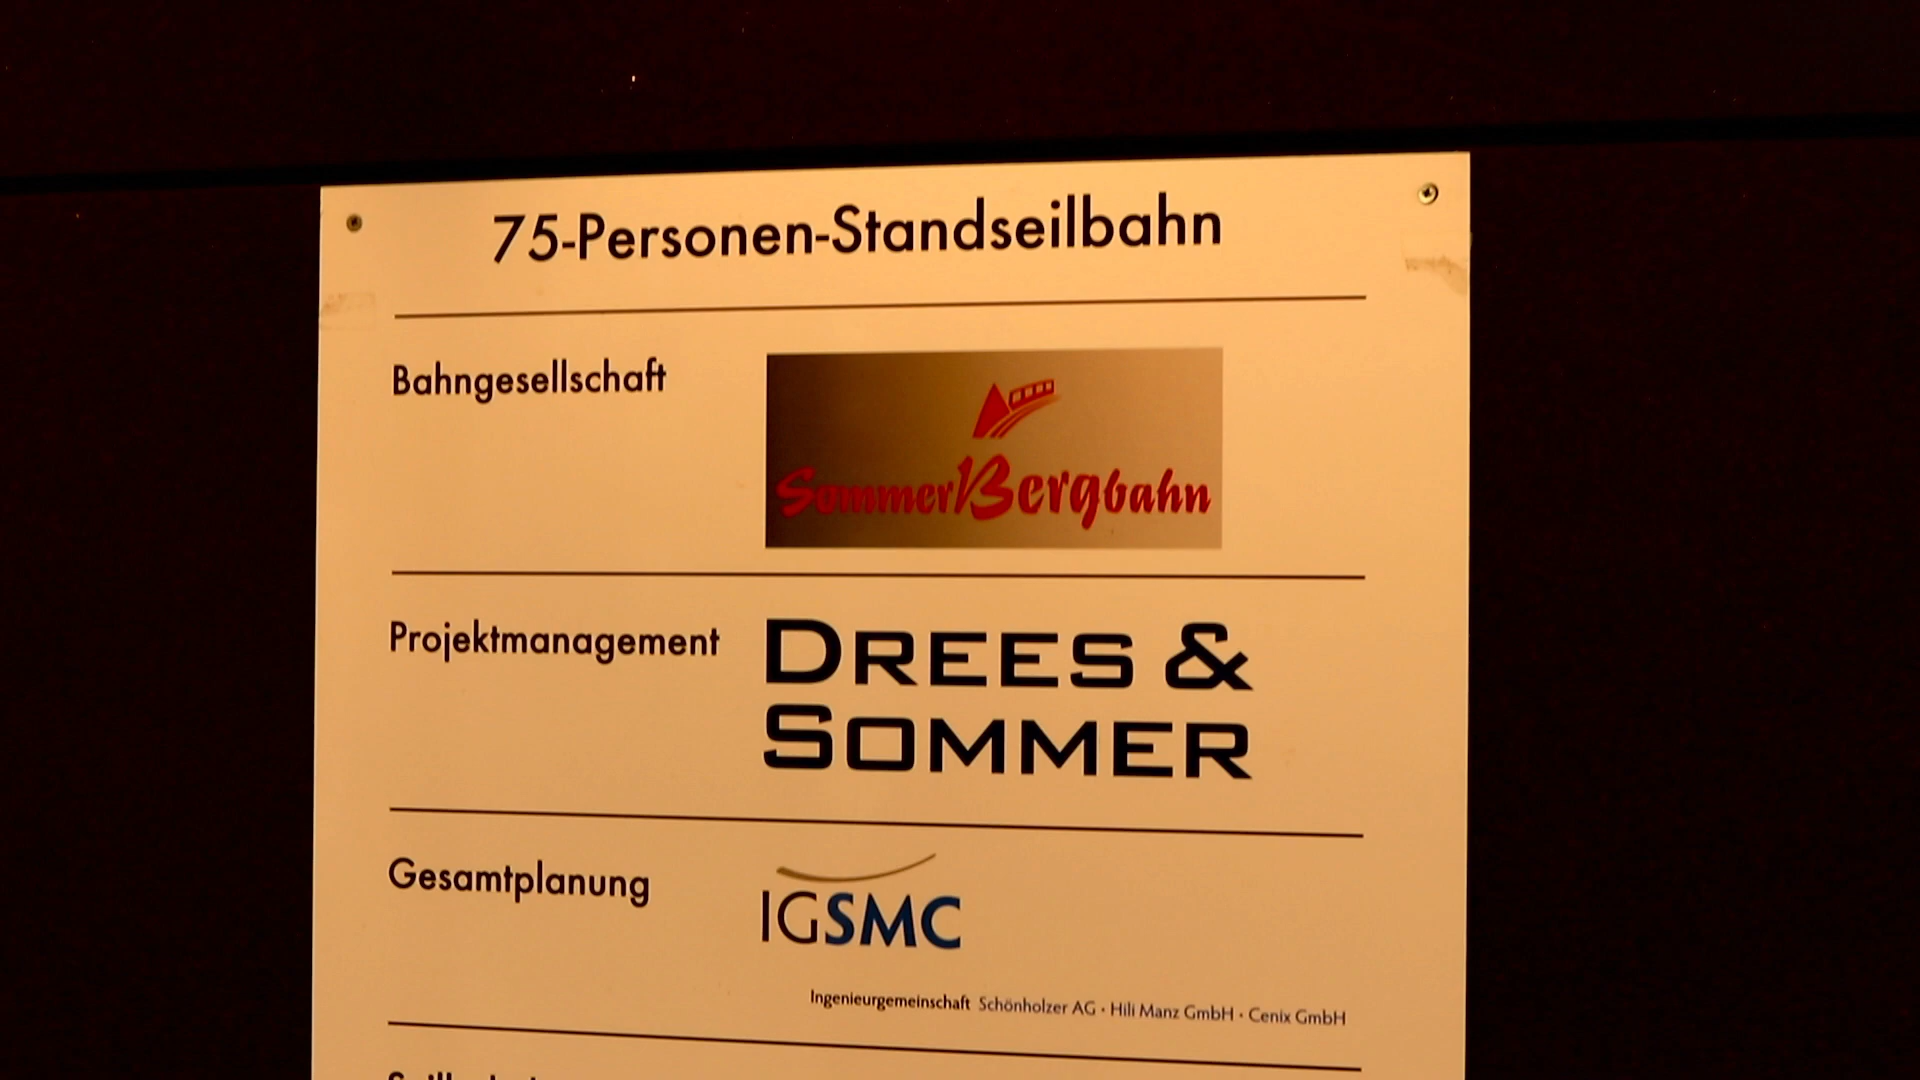 75-Personen-Standseilbahn
Bahngesellschaft
SommerBergbahn
Projektmanagement
DREES &
SOMMER
Gesamtplanung
IGSMC
Ingenieurgemeinschaft Schönholzer AG • Hili Manz GmbH • Cenix GmbH